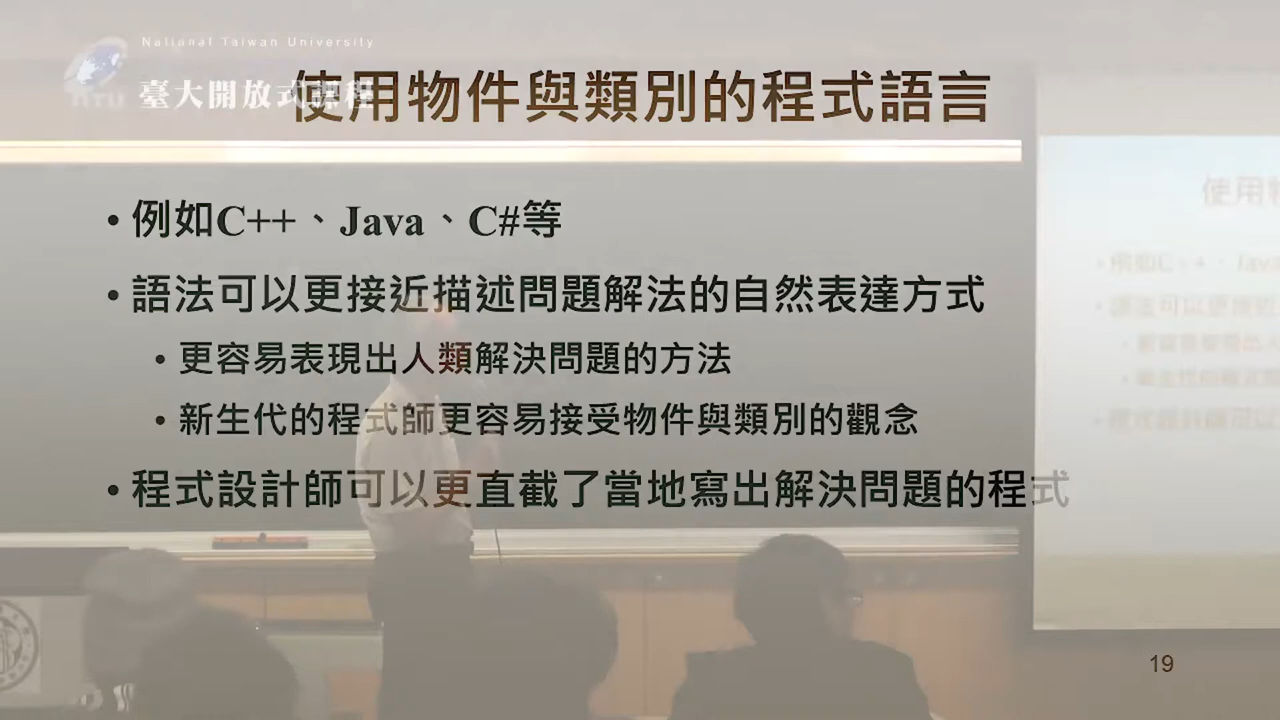 National Taiwan University
臺大開放式課程
使用物件與類別的程式語言
• 例如C++、Java、C#等
• 語法可以更接近描述問題解法的自然表達方式
• 更容易表現出人類解決問題的方法
• 新生代的程式師更容易接受物件與類別的觀念
• 程式設計師可以更直截了當地寫出解決問題的程式
19